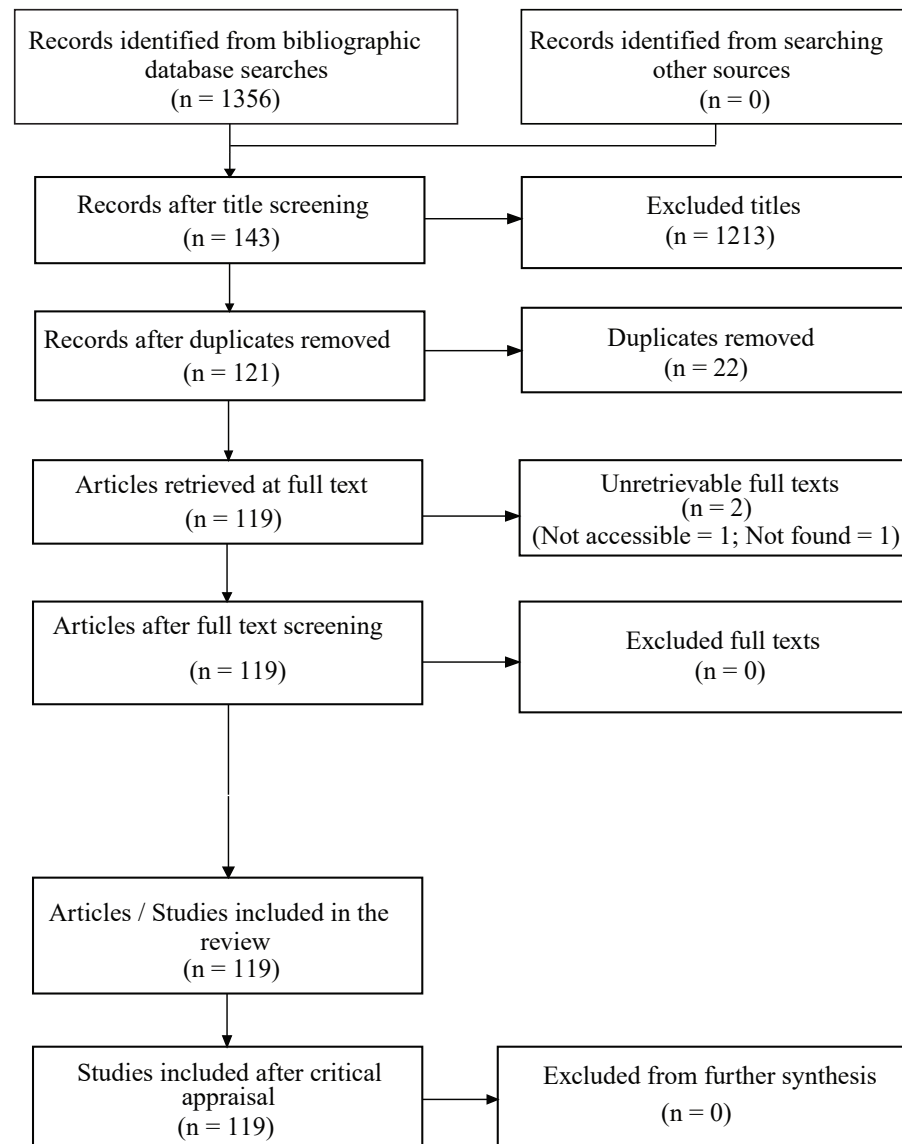 Records identified from bibliographic
database searches
(n = 1356)
Records identified from searching
other sources
(n = 0)
Records after title screening
(n = 143)
Excluded titles
(n = 1213)
Records after duplicates removed
(n = 121)
Duplicates removed
(n = 22)
Articles retrieved at full text
(n = 119)
Unretrievable full texts
(n = 2)
(Not accessible = 1; Not found = 1)
Articles after full text screening
(n = 119)
Excluded full texts
(n = 0)
Articles / Studies included in the
review
(n = 119)
Studies included after critical
appraisal
(n = 119)
Excluded from further synthesis
(n = 0)